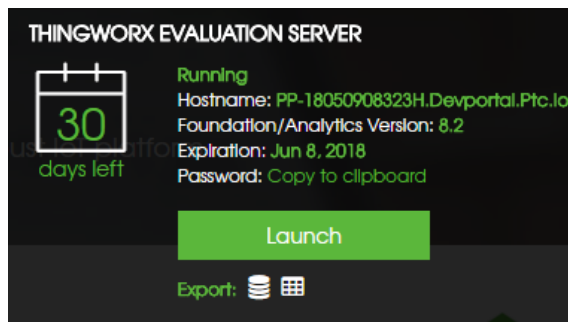 THINGWORX EVALUATION SERVER
30
days left
Running
Hostname: PP-18050908323H.Devportal.Ptc.Io
Foundation/Analytics Version: 8.2
Expiration: Jun 8, 2018
Password: Copy to clipboard
Launch
Export: